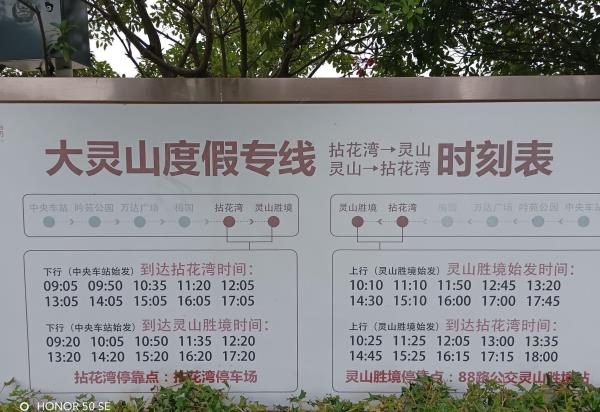 大灵山度假专线 拈花湾→灵山 时刻表
灵山→拈花湾
中央车站 吟苑公园 万达广场 梅园 拈花湾 灵山胜境
灵山胜境 拈花湾 梅园 万达广场 吟苑公园 中央车站
下行（中央车站始发）到达拈花湾时间：
09:05 09:50 10:35 11:20 12:05
13:05 14:05 15:05 16:05 17:05
下行（中央车站始发）到达灵山胜境时间：
09:20 10:05 10:50 11:35 12:20
13:20 14:20 15:20 16:20 17:20
拈花湾停靠点：拈花湾停车场
上行（灵山胜境始发）灵山胜境始发时间：
10:10 11:10 11:50 12:45 13:20
14:30 15:10 16:00 17:00 17:45
上行（灵山胜境始发）到达拈花湾时间：
10:25 11:25 12:05 13:00 13:35
14:45 15:25 16:15 17:15 18:00
灵山胜境停靠点：88路公交灵山胜境站
HONOR 50 SE